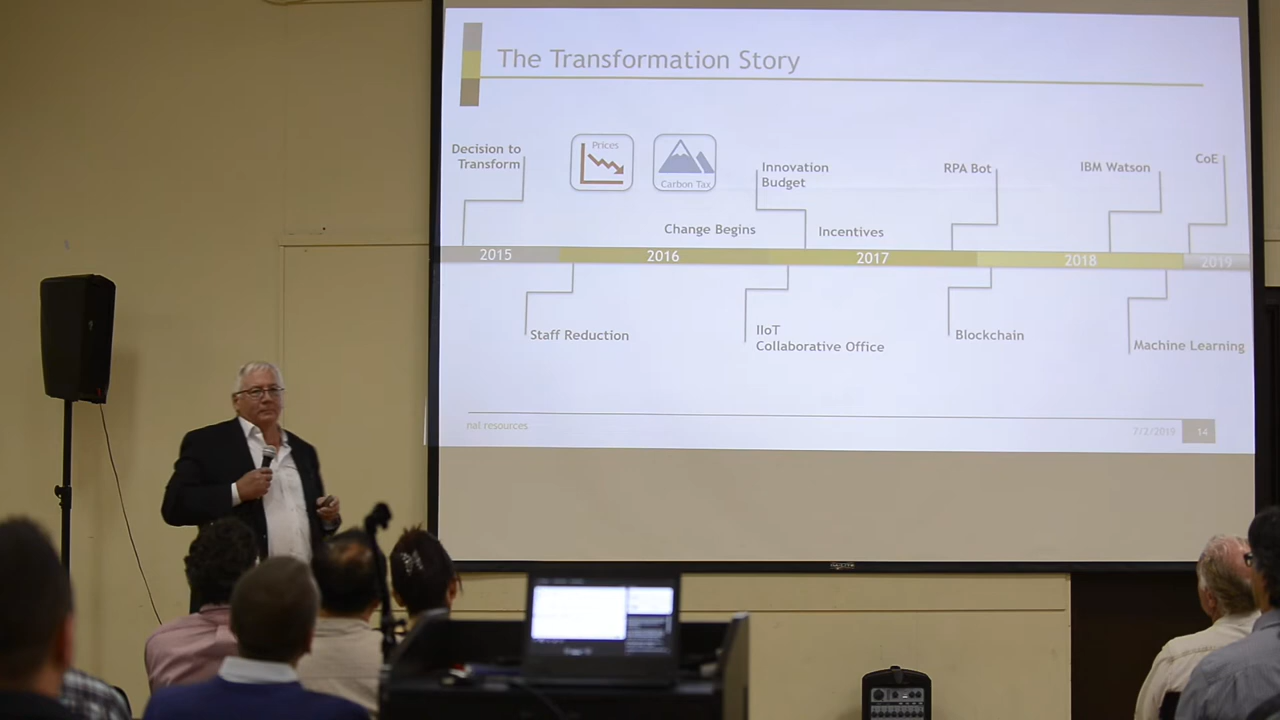 The Transformation Story
Decision to
Transform
Prices
Carbon Tax
Innovation
Budget
RPA Bot
IBM Watson
CoE
Change Begins
Incentives
2015
2016
2017
2018
2019
Staff Reduction
IIoT
Collaborative Office
Blockchain
Machine Learning
nal resources
7/2/2019
14